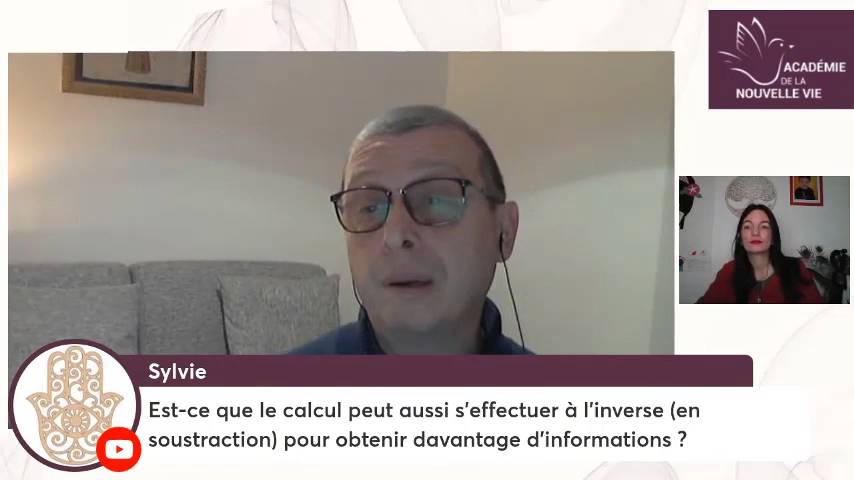 ACADÉMIE
DE LA
NOUVELLE VIE
Sylvie
Est-ce que le calcul peut aussi s'effectuer à l'inverse (en
soustraction) pour obtenir davantage d'informations ?